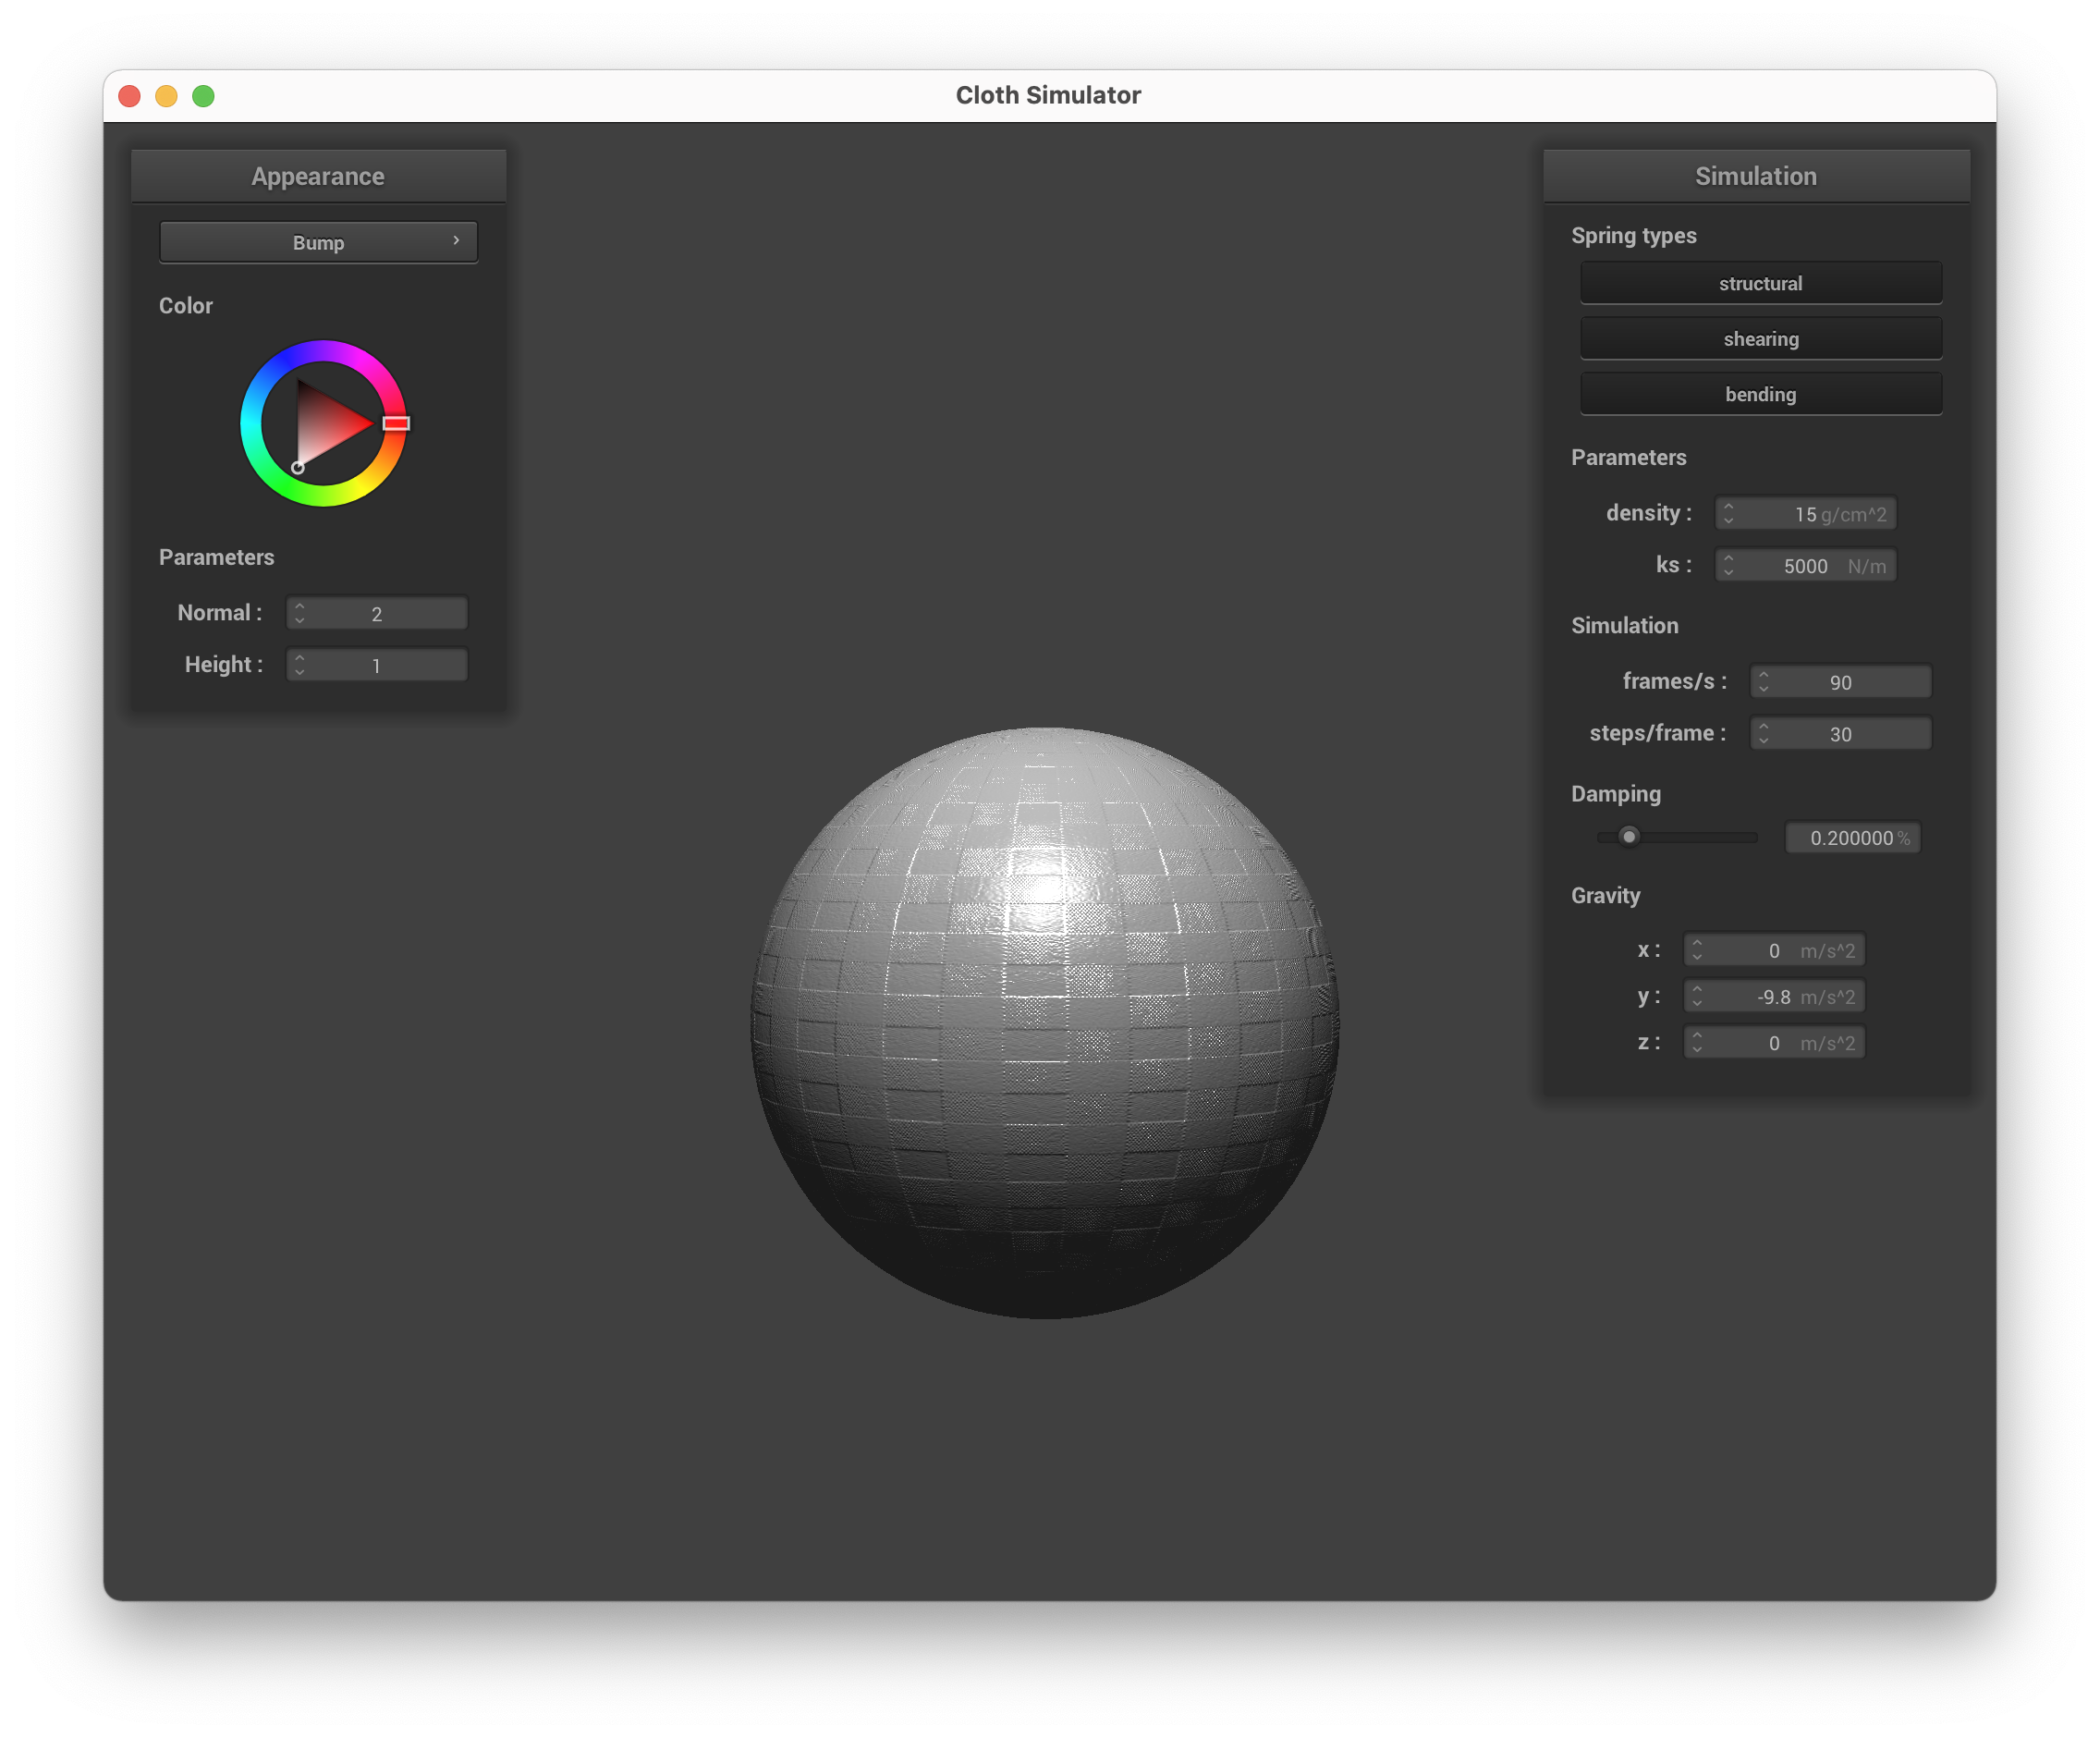 Cloth Simulator
Appearance
Bump
Color
Parameters
Normal : 2
Height : 1
Simulation
Spring types
structural
shearing
bending
Parameters
density : 15 g/cm^2
ks : 5000 N/m
Simulation
frames/s : 90
steps/frame : 30
Damping
0.200000 %
Gravity
x : 0 m/s^2
y : -9.8 m/s^2
z : 0 m/s^2